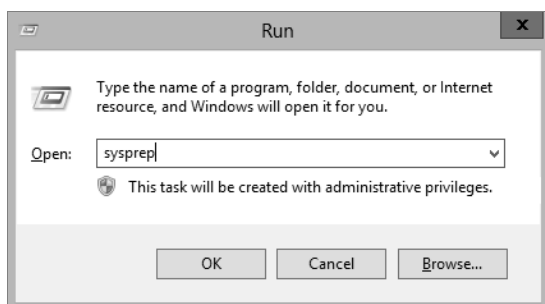 Run
x
Type the name of a program, folder, document, or Internet
resource, and Windows will open it for you.
Open:
sysprep
This task will be created with administrative privileges.
OK
Cancel
Browse...